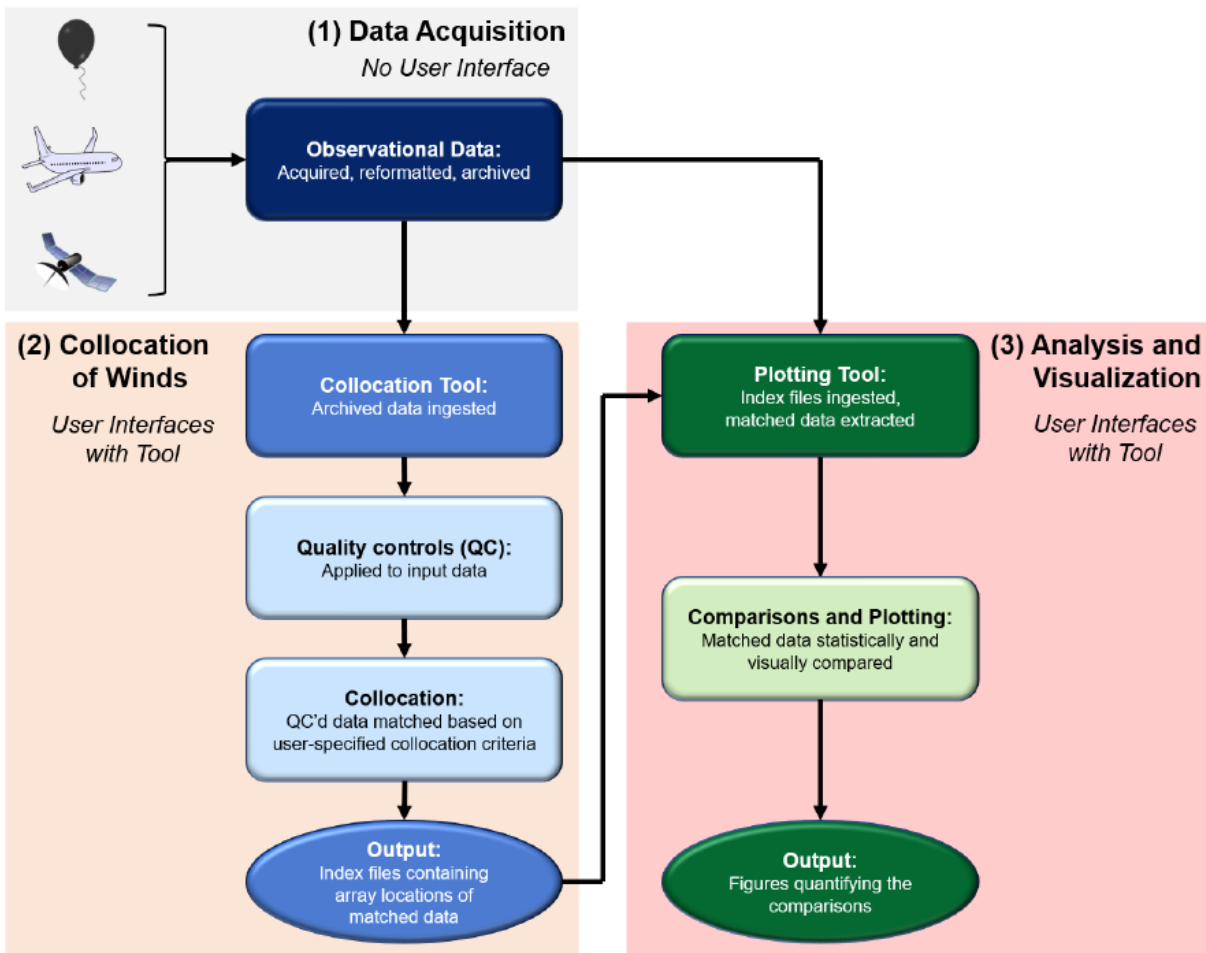 (1) Data Acquisition
No User Interface
Observational Data:
Acquired, reformatted, archived
(2) Collocation
of Winds
User Interfaces
with Tool
Collocation Tool:
Archived data ingested
Quality controls (QC):
Applied to input data
Collocation:
QC'd data matched based on
user-specified collocation criteria
Output:
Index files containing
array locations of
matched data
(3) Analysis and
Visualization
User Interfaces
with Tool
Plotting Tool:
Index files ingested,
matched data extracted
Comparisons and Plotting:
Matched data statistically and
visually compared
Output:
Figures quantifying the
comparisons